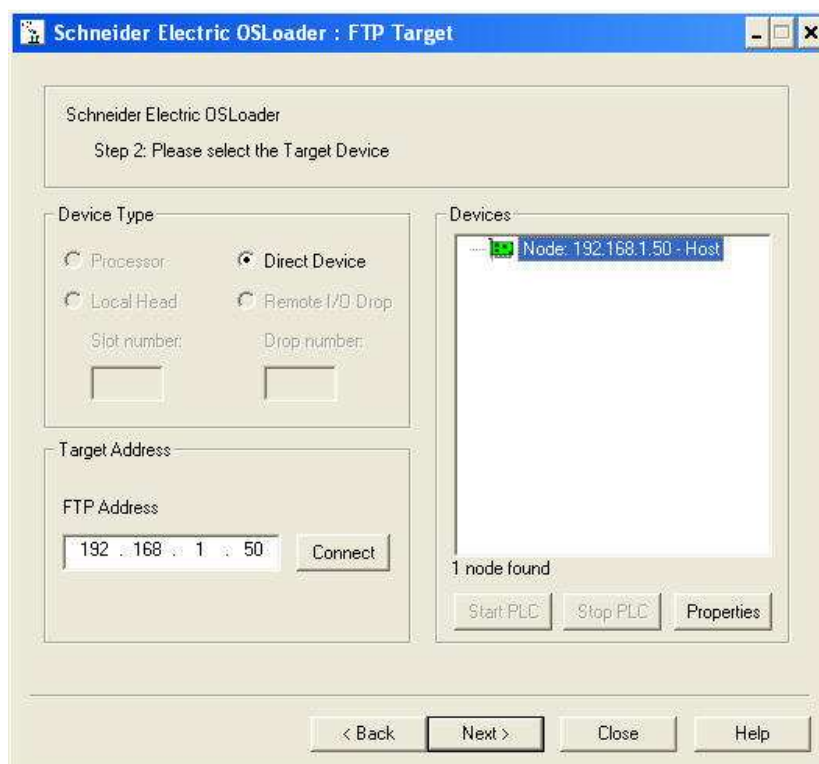 Schneider Electric OSLoader : FTP Target
Schneider Electric OSLoader
Step 2: Please select the Target Device
Device Type
Processor
Direct Device
Local Head
Remote I/O Drop
Slot number:
Drop number:
Target Address
FTP Address
192 . 168 . 1 . 50
Connect
Devices
Node: 192.168.1.50 - Host
1 node found
Start PLC
Stop PLC
Properties
< Back
Next >
Close
Help